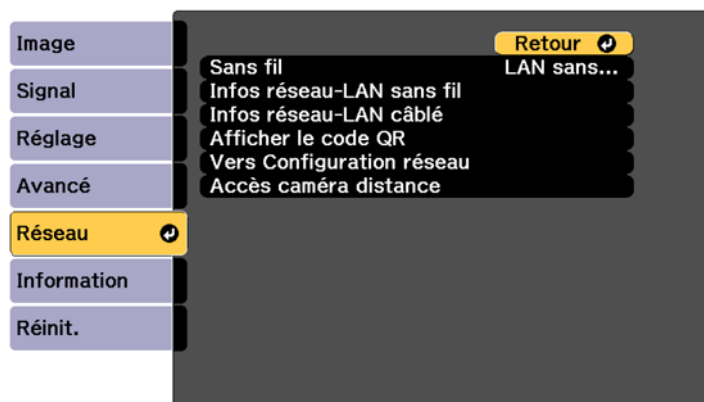 Image
Signal
Réglage
Avancé
Réseau
Information
Réinit.
Retour
Sans fil LAN sans...
Infos réseau-LAN sans fil
Infos réseau-LAN câblé
Afficher le code QR
Vers Configuration réseau
Accès caméra distance